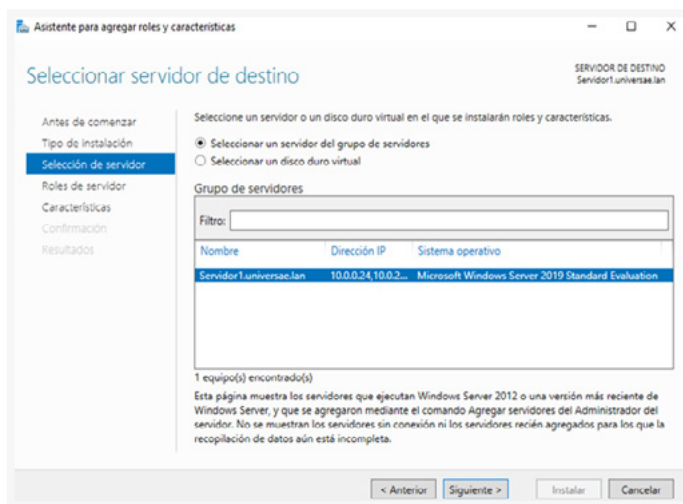 Asistente para agregar roles y características
Seleccionar servidor de destino
SERVIDOR DE DESTINO
Servidor1.universae.lan
Antes de comenzar
Tipo de instalación
Selección de servidor
Roles de servidor
Características
Confirmación
Resultados
Seleccione un servidor o un disco duro virtual en el que se instalarán roles y características.
Seleccionar un servidor del grupo de servidores
Seleccionar un disco duro virtual
Grupo de servidores
Filtro:
Nombre Dirección IP Sistema operativo
Servidor1.universae.lan 10.0.0.24,10.0.2... Microsoft Windows Server 2019 Standard Evaluation
1 equipo(s) encontrado(s)
Esta página muestra los servidores que ejecutan Windows Server 2012 o una versión más reciente de
Windows Server, y que se agregaron mediante el comando Agregar servidores del Administrador del
servidor. No se muestran los servidores sin conexión ni los servidores recién agregados para los que la
recopilación de datos aún está incompleta.
< Anterior Siguiente > Instalar Cancelar